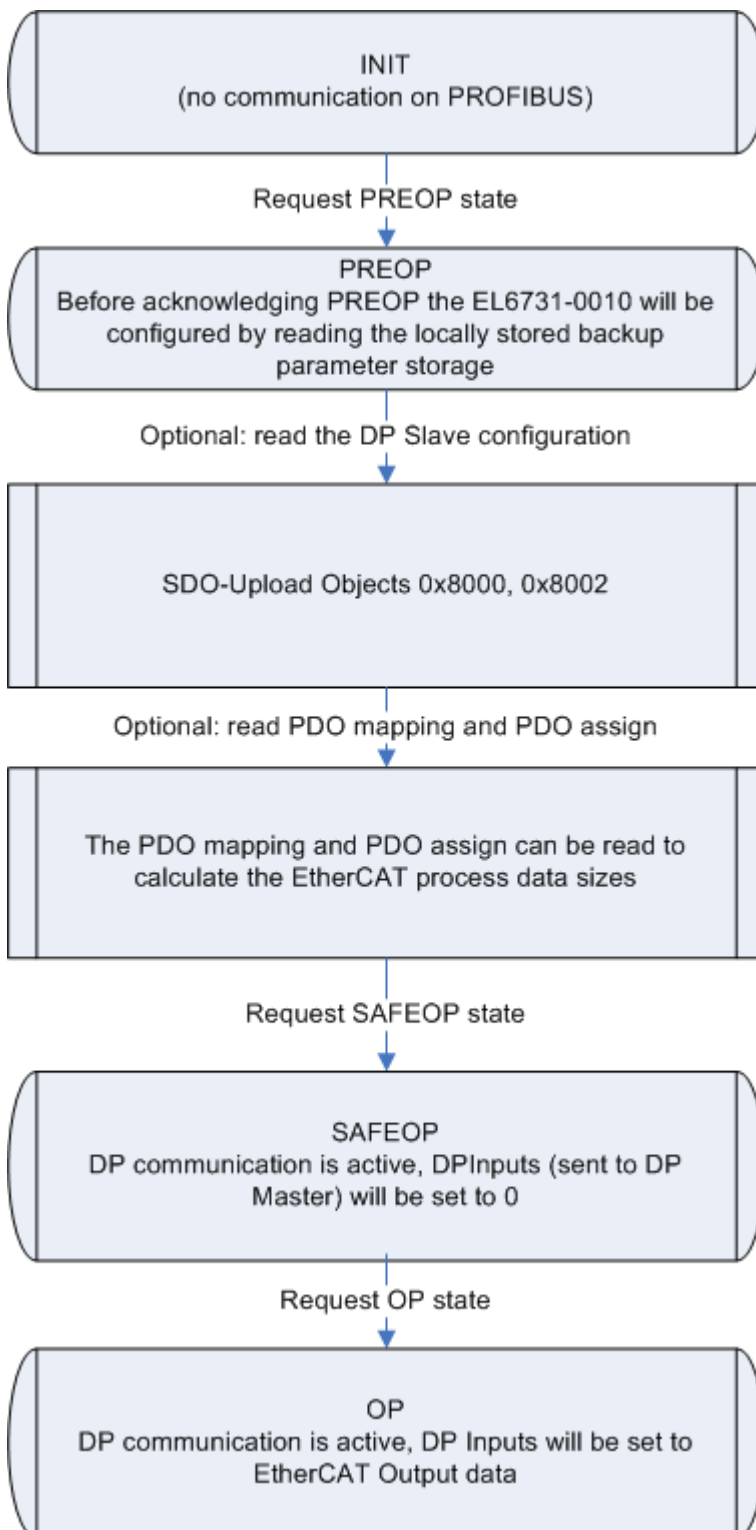 INIT
(no communication on PROFIBUS)
Request PREOP state
PREOP
Before acknowledging PREOP the EL6731-0010 will be
configured by reading the locally stored backup
parameter storage
Optional: read the DP Slave configuration
SDO-Upload Objects 0x8000, 0x8002
Optional: read PDO mapping and PDO assign
The PDO mapping and PDO assign can be read to
calculate the EtherCAT process data sizes
Request SAFEOP state
SAFEOP
DP communication is active, DPInputs (sent to DP
Master) will be set to 0
Request OP state
OP
DP communication is active, DP Inputs will be set to
EtherCAT Output data